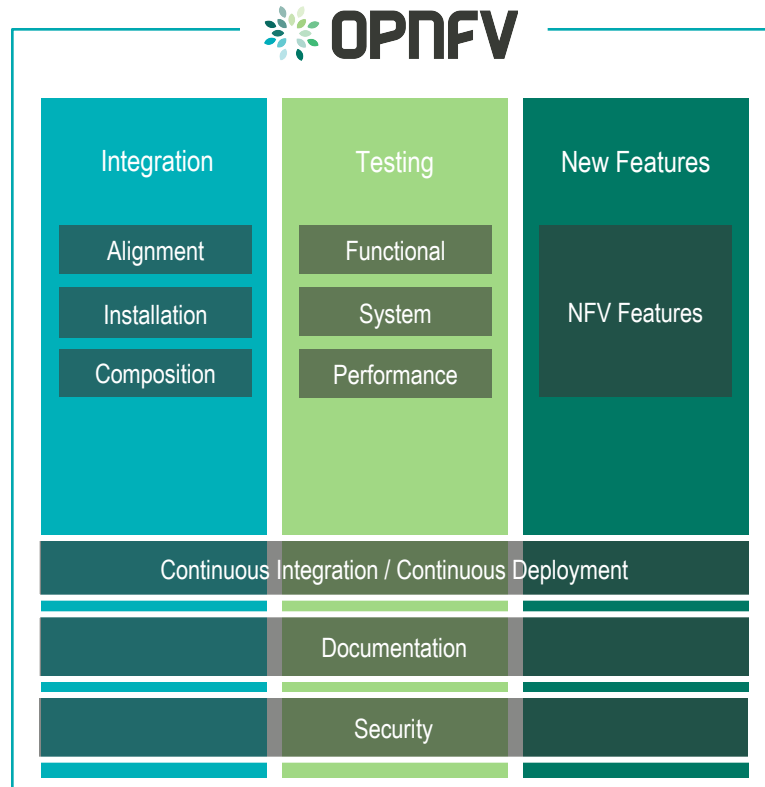 OPNFV
Integration
Testing
New Features
Alignment
Functional
NFV Features
Installation
System
Composition
Performance
Continuous Integration / Continuous Deployment
Documentation
Security